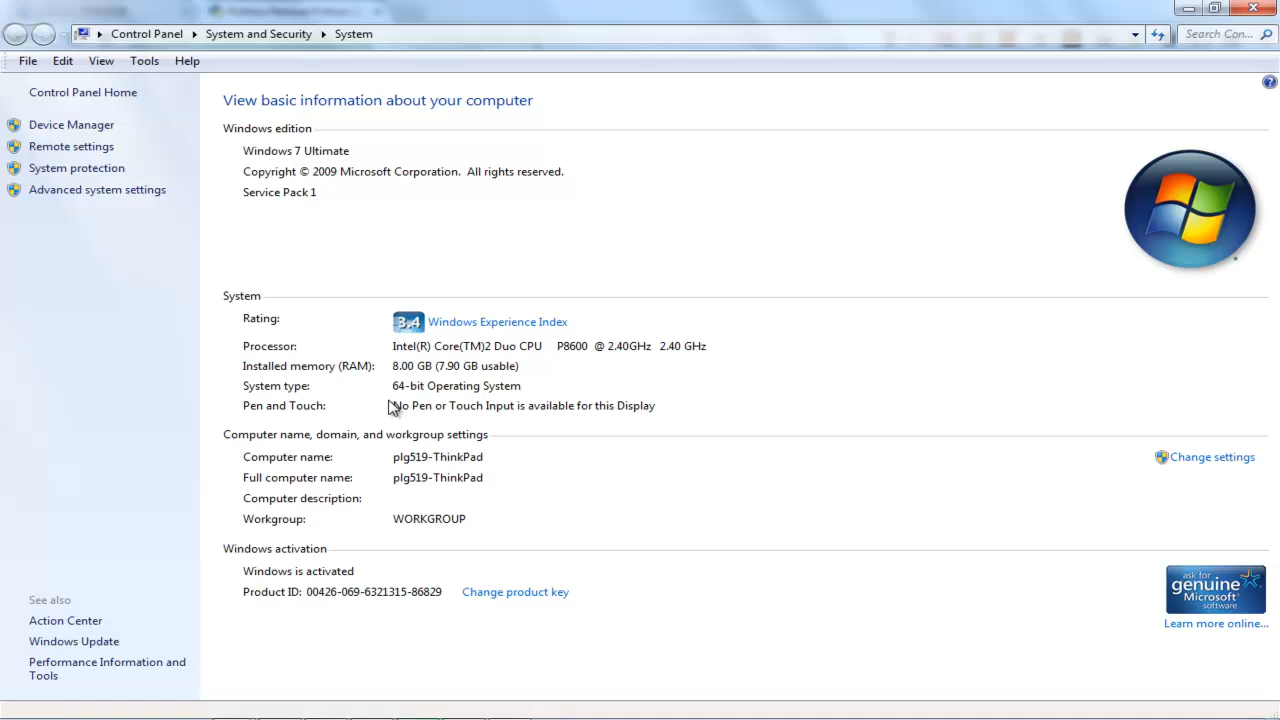 Control Panel System and Security System
Search Con...
File Edit View Tools Help
Control Panel Home
Device Manager
Remote settings
System protection
Advanced system settings
See also
Action Center
Windows Update
Performance Information and
Tools
View basic information about your computer
Windows edition
Windows 7 Ultimate
Copyright © 2009 Microsoft Corporation. All rights reserved.
Service Pack 1
System
Rating: 3.4 Windows Experience Index
Processor: Intel(R) Core(TM)2 Duo CPU P8600 @ 2.40GHz 2.40 GHz
Installed memory (RAM): 8.00 GB (7.90 GB usable)
System type: 64-bit Operating System
Pen and Touch: No Pen or Touch Input is available for this Display
Computer name, domain, and workgroup settings
Computer name: plg519-ThinkPad
Change settings
Full computer name: plg519-ThinkPad
Computer description:
Workgroup: WORKGROUP
Windows activation
Windows is activated
Product ID: 00426-069-6321315-86829 Change product key
ask for
genuine
Microsoft
software
Learn more online...